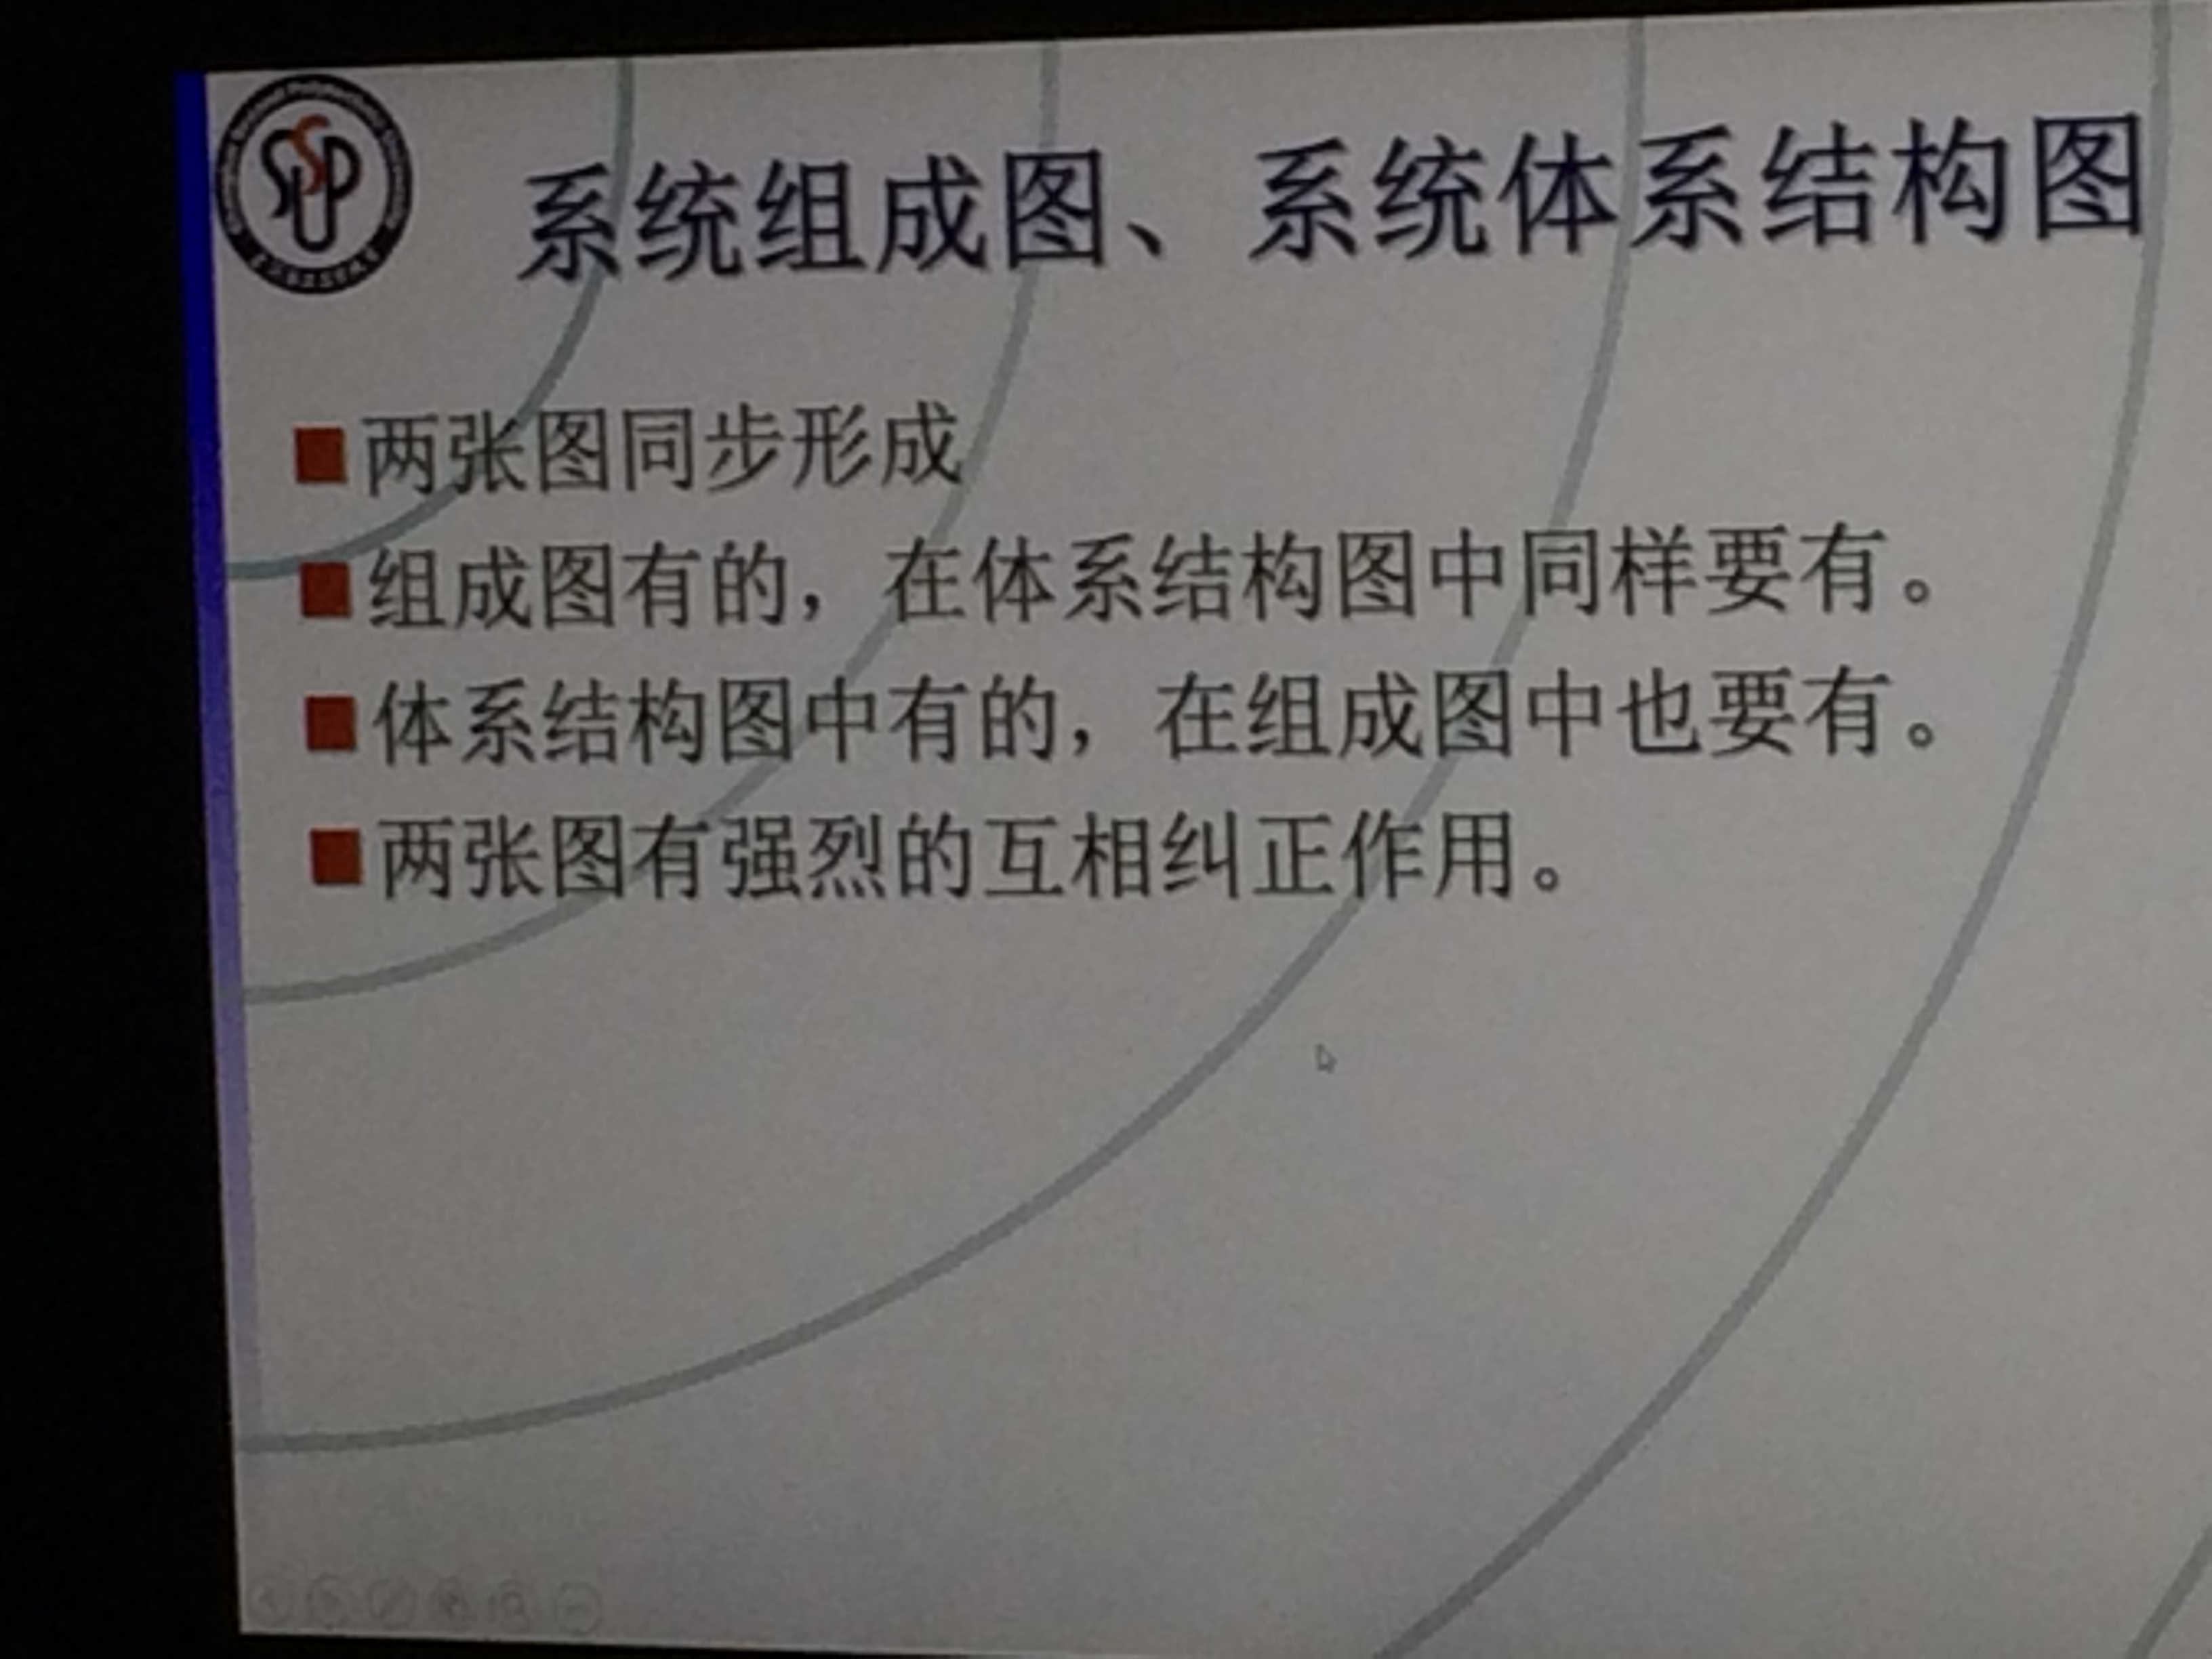 系统组成图、系统体系结构图
两张图同步形成
组成图有的，在体系结构图中同样要有。
体系结构图中有的，在组成图中也要有。
两张图有强烈的互相纠正作用。